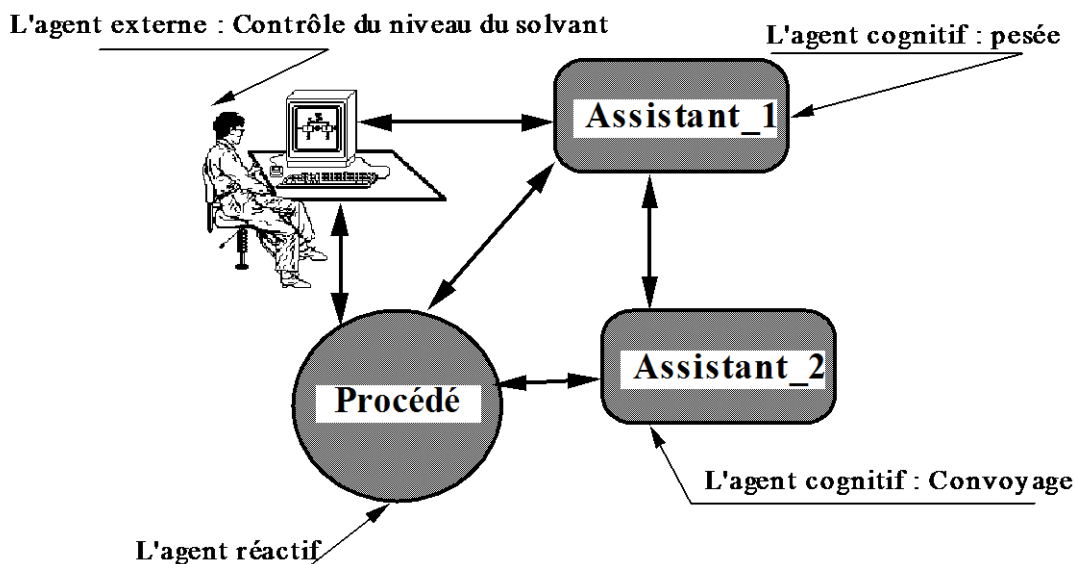 L'agent externe : Contrôle du niveau du solvant
L'agent cognitif : pesée
Assistant_1
Assistant_2
Procédé
L'agent cognitif : Convoyage
L'agent réactif